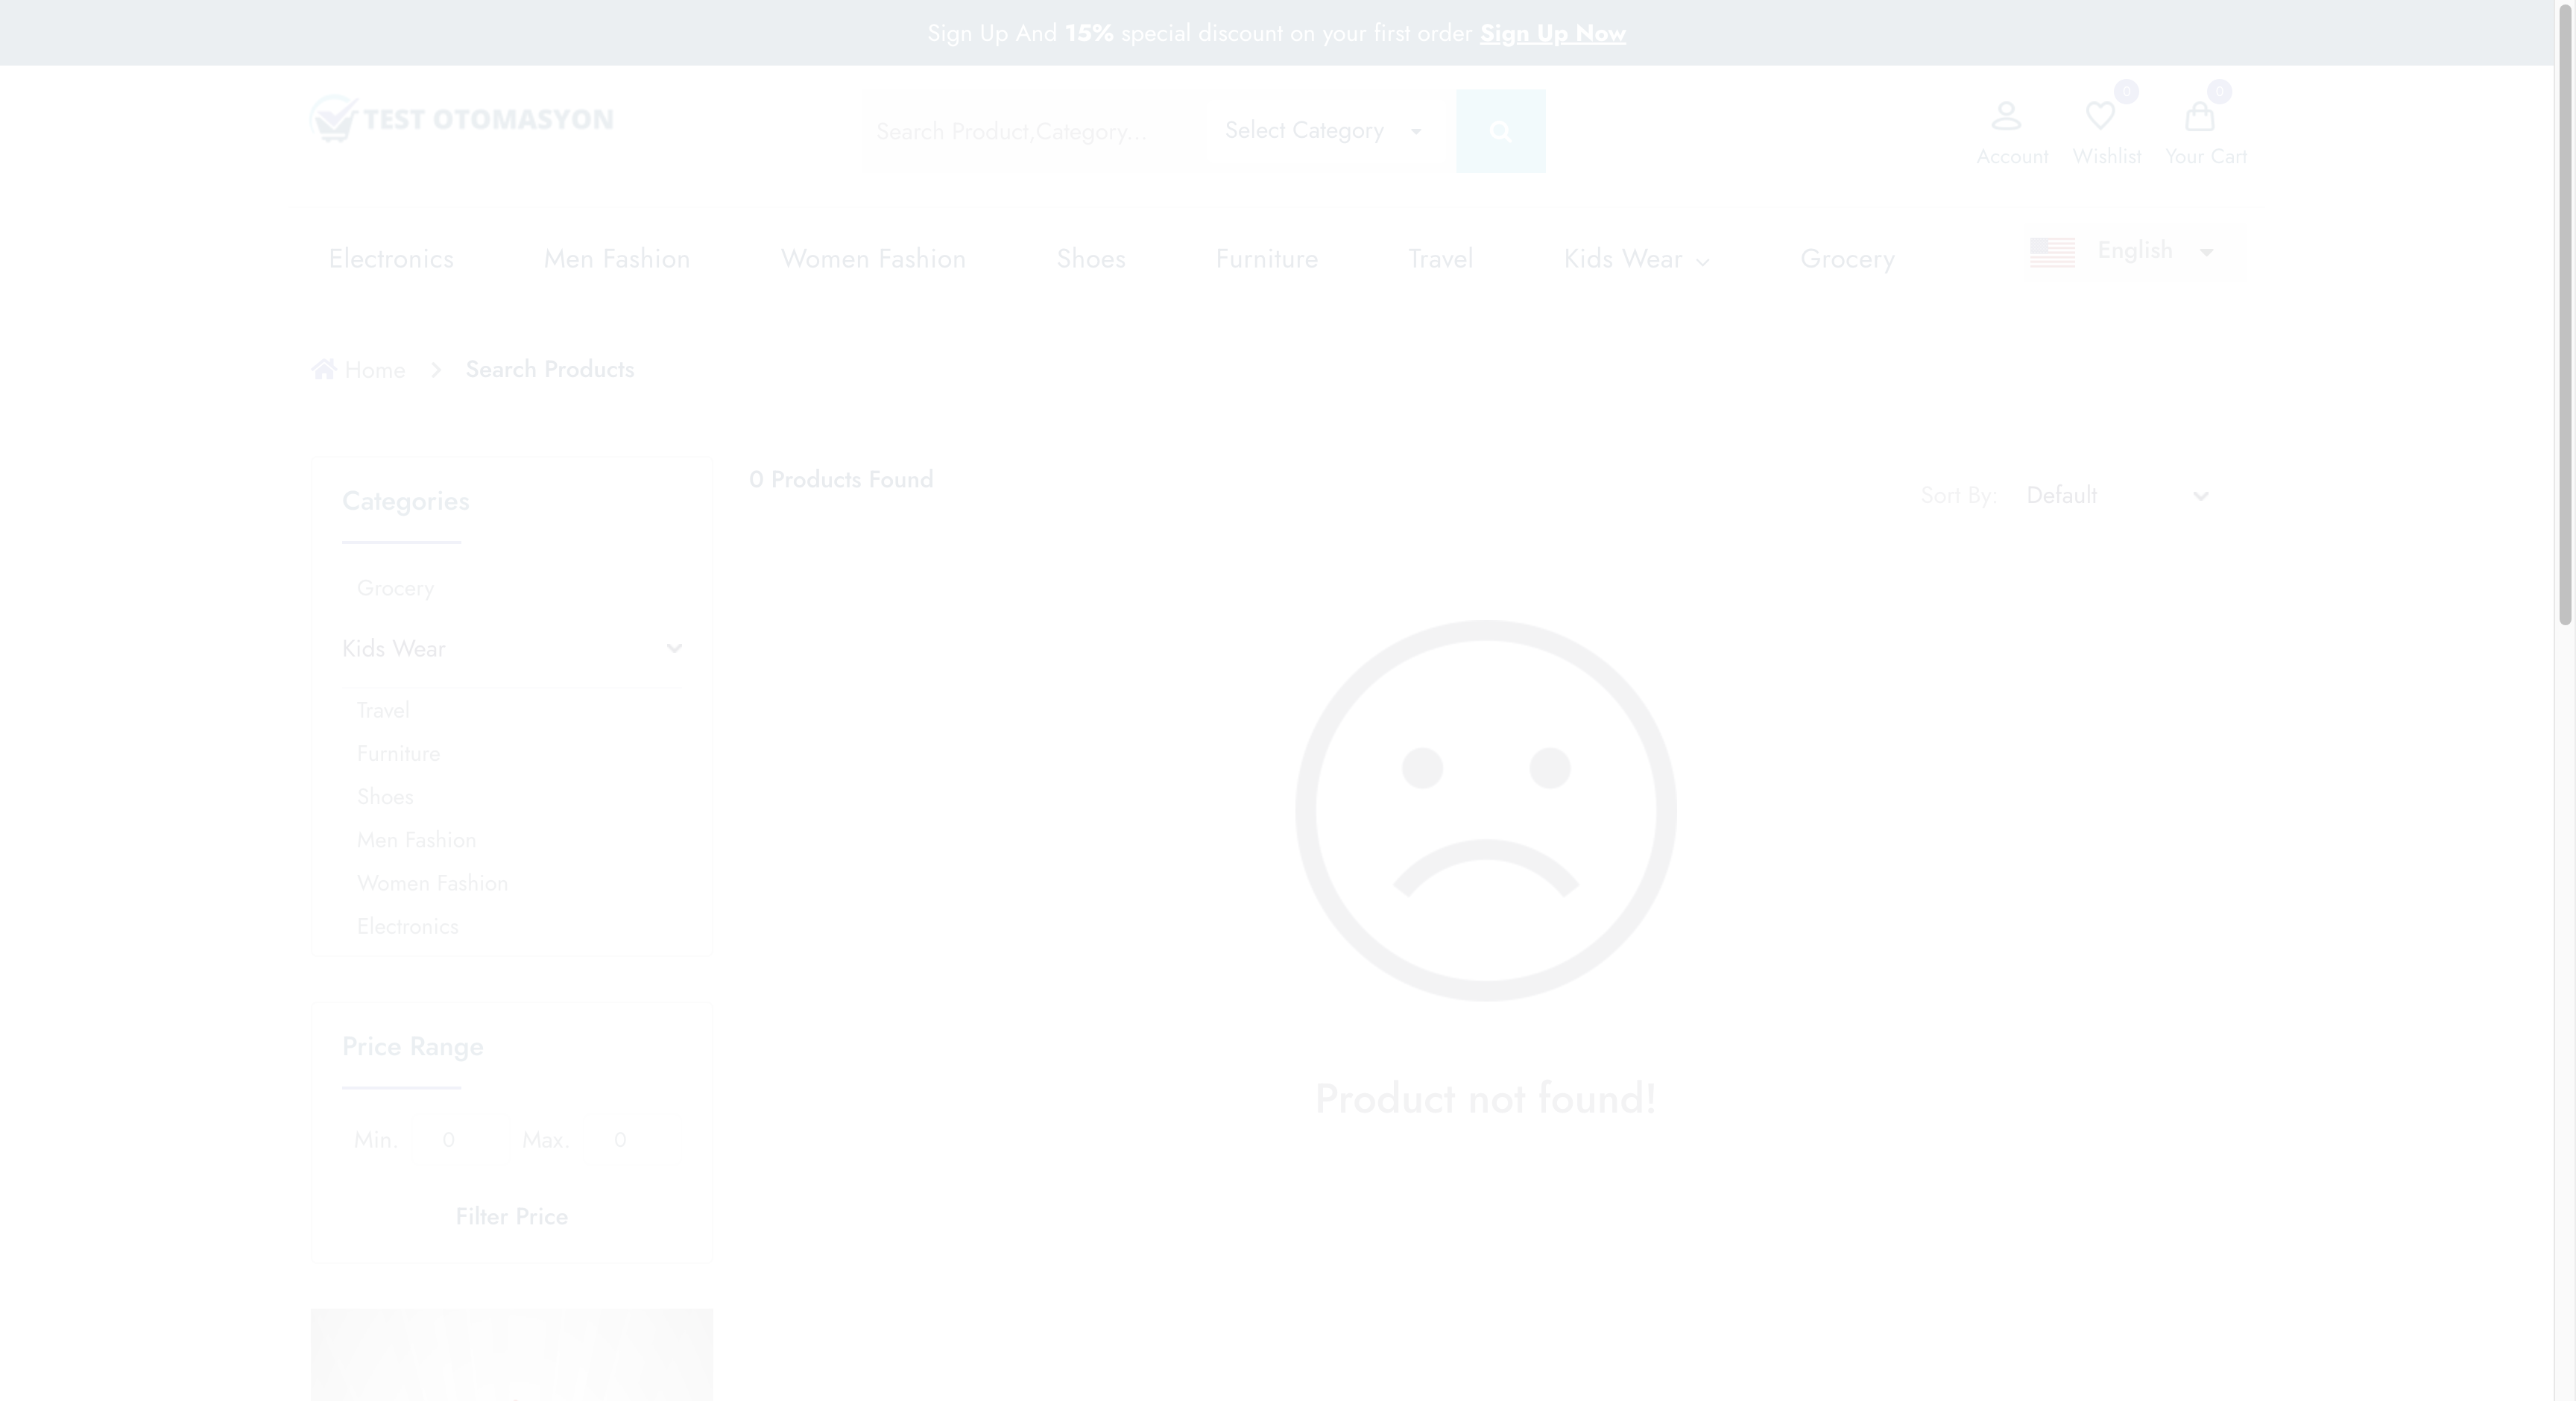 Sign Up And 15% special discount on your first order Sign Up Now
TEST OTOMASYON
Search Product,Category...
Select Category
0
0
Account
Wishlist
Your Cart
Electronics
Men Fashion
Women Fashion
Shoes
Furniture
Travel
Kids Wear
Grocery
English
Home
Search Products
Categories
Grocery
Kids Wear
Travel
Furniture
Shoes
Men Fashion
Women Fashion
Electronics
0 Products Found
Sort By: Default
Product not found!
Price Range
Min. 0 Max. 0
Filter Price